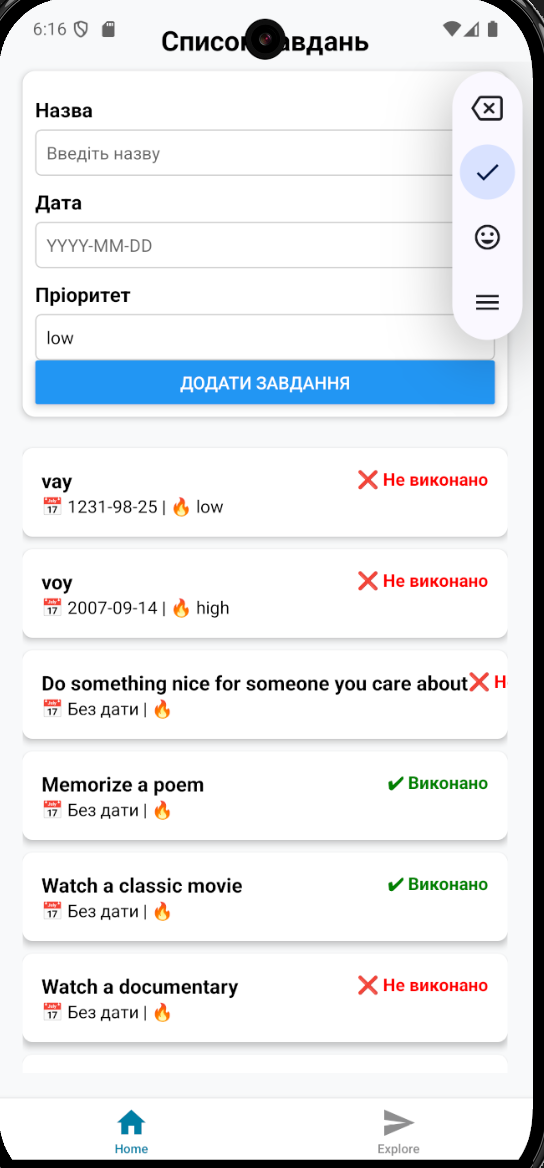 6:16
Список завдань
Назва
Введіть назву
Дата
YYYY-MM-DD
Пріоритет
low
ДОДАТИ ЗАВДАННЯ
vay
❌ Не виконано
📅 1231-98-25 | 🔥 low
voy
❌ Не виконано
📅 2007-09-14 | 🔥 high
Do something nice for someone you care about ❌ Н
📅 Без дати | 🔥
Memorize a poem
✔ Виконано
📅 Без дати | 🔥
Watch a classic movie
✔ Виконано
📅 Без дати | 🔥
Watch a documentary
❌ Не виконано
📅 Без дати | 🔥
Home
Explore